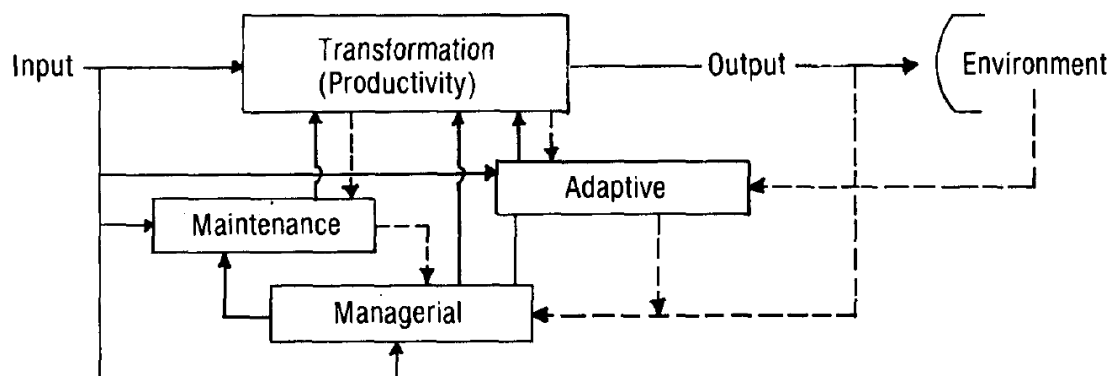 Transformation
(Productivity)
Input
Output
Environment
Adaptive
Maintenance
Managerial